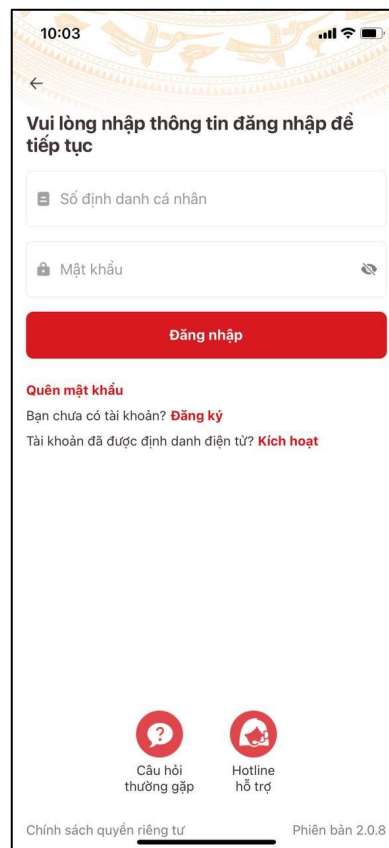 10:03
Vui lòng nhập thông tin đăng nhập để
tiếp tục
Số định danh cá nhân
Mật khẩu
Đăng nhập
Quên mật khẩu
Bạn chưa có tài khoản? Đăng ký
Tài khoản đã được định danh điện tử? Kích hoạt
Câu hỏi
thường gặp
Hotline
hỗ trợ
Chính sách quyền riêng tư
Phiên bản 2.0.8